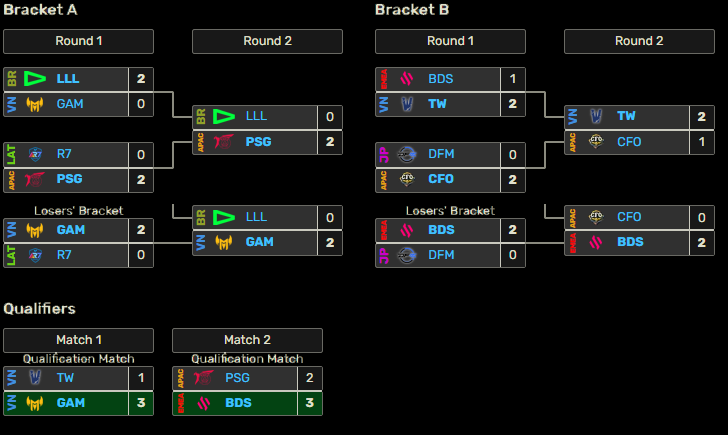 Bracket A
Round 1
Round 2
BR LLL 2
VN GAM 0
BR LLL 0
APAC PSG 2
LAT R7 0
APAC PSG 2
Losers' Bracket
VN GAM 2
LAT R7 0
BR LLL 0
VN GAM 2
Bracket B
Round 1
Round 2
EMEA BDS 1
VN TW 2
VN TW 2
APAC CFO 1
JP DFM 0
APAC CFO 2
Losers' Bracket
EMEA BDS 2
JP DFM 0
APAC CFO 0
EMEA BDS 2
Qualifiers
Match 1
Qualification Match
VN TW 1
VN GAM 3
Match 2
Qualification Match
APAC PSG 2
EMEA BDS 3